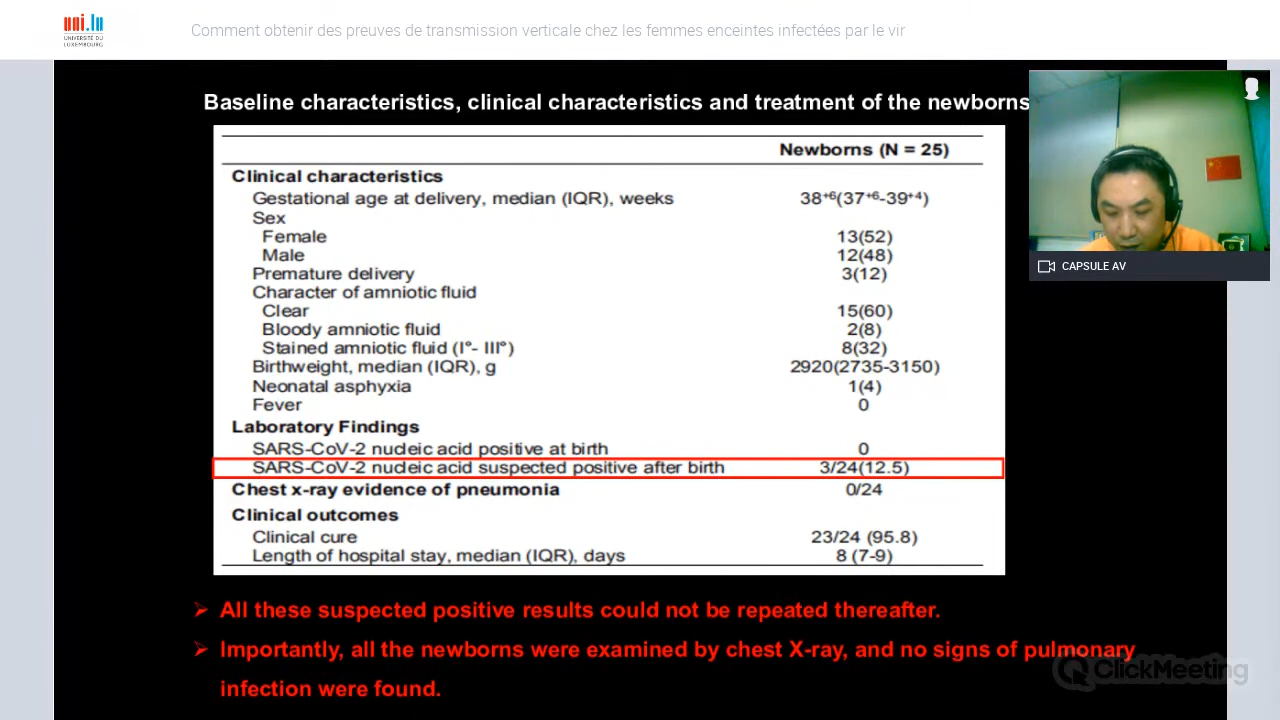 uni.lu
UNIVERSITÉ DU
LUXEMBOURG
Comment obtenir des preuves de transmission verticale chez les femmes enceintes infectées par le vir
Baseline characteristics, clinical characteristics and treatment of the newborns
Newborns (N = 25)
Clinical characteristics
Gestational age at delivery, median (IQR), weeks 38⁺⁶(37⁺⁶-39⁺⁴)
Sex
Female 13(52)
Male 12(48)
Premature delivery 3(12)
Character of amniotic fluid
Clear 15(60)
Bloody amniotic fluid 2(8)
Stained amniotic fluid (I°- III°) 8(32)
Birthweight, median (IQR), g 2920(2735-3150)
Neonatal asphyxia 1(4)
Fever 0
Laboratory Findings
SARS-CoV-2 nucleic acid positive at birth 0
SARS-CoV-2 nucleic acid suspected positive after birth 3/24(12.5)
Chest x-ray evidence of pneumonia 0/24
Clinical outcomes
Clinical cure 23/24 (95.8)
Length of hospital stay, median (IQR), days 8 (7-9)
CAPSULE AV
➢ All these suspected positive results could not be repeated thereafter.
➢ Importantly, all the newborns were examined by chest X-ray, and no signs of pulmonary
infection were found.
ClickMeeting